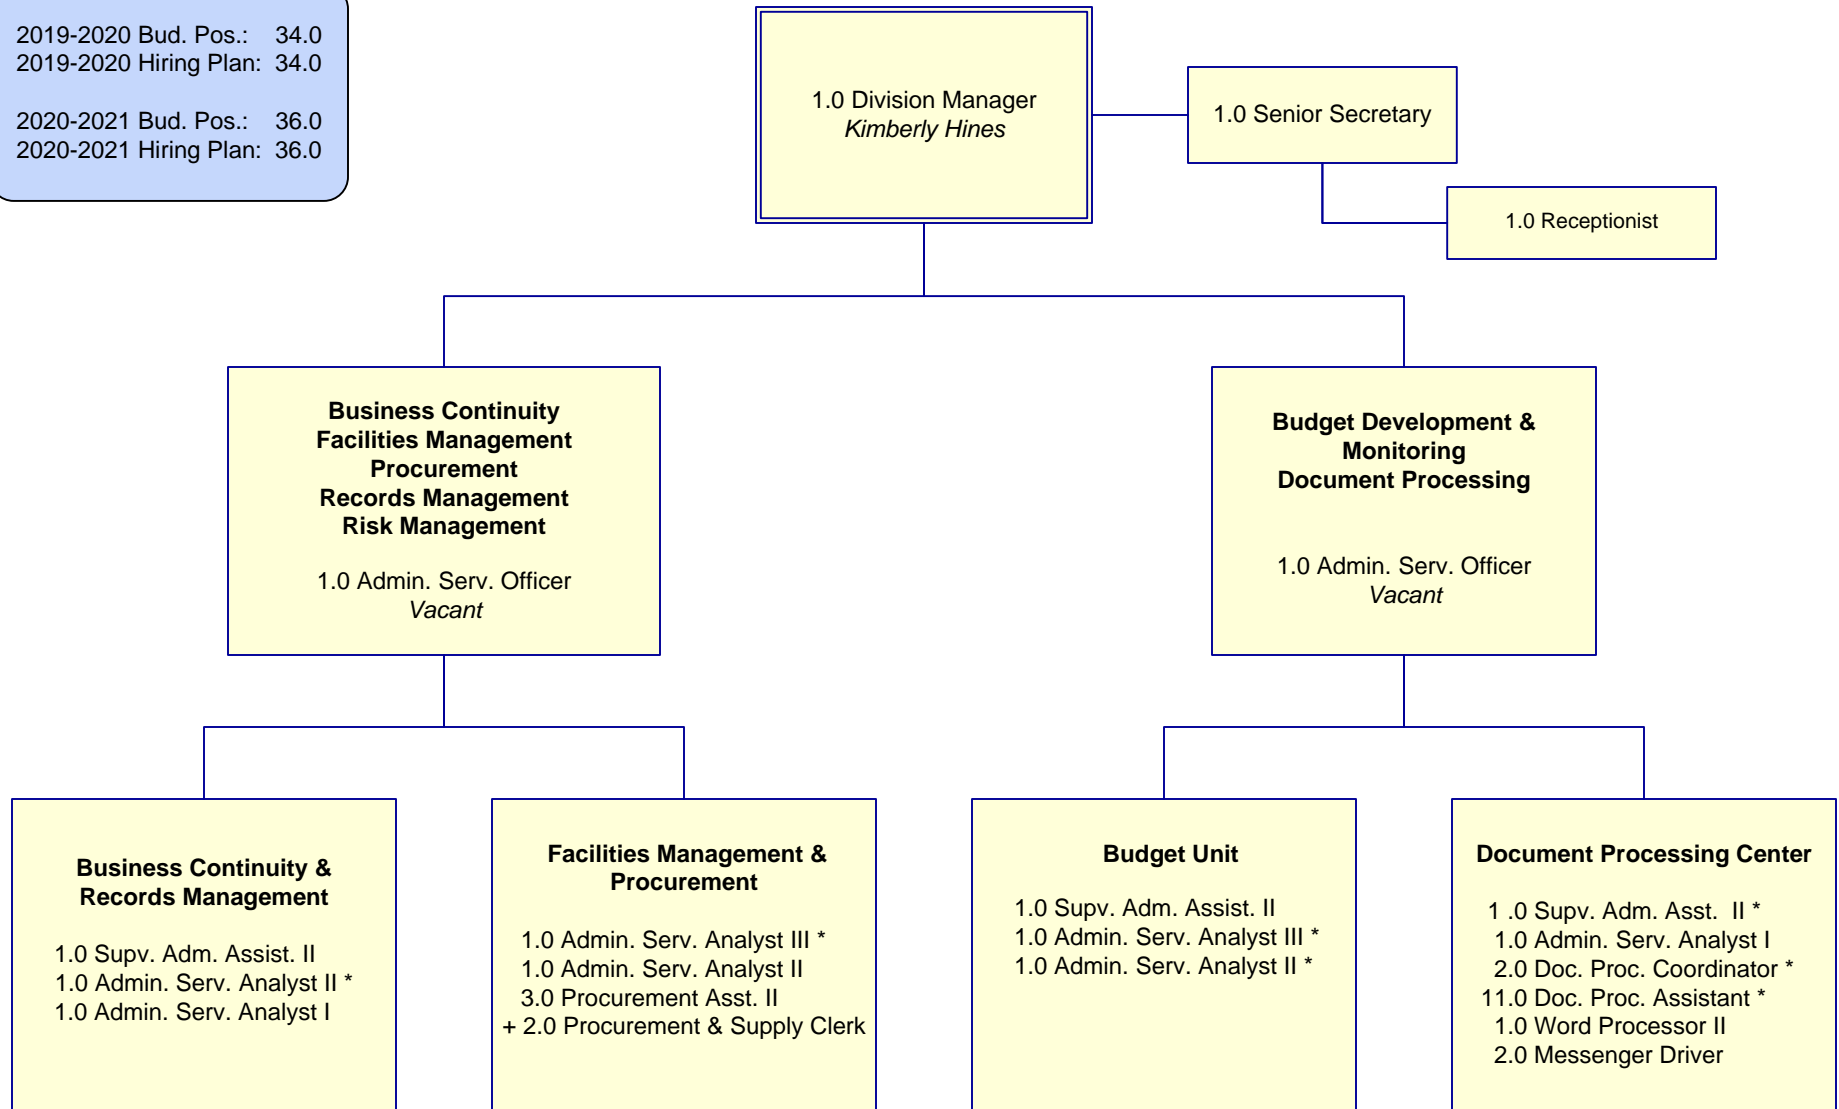 2019-2020 Bud. Pos.: 34.0
2019-2020 Hiring Plan: 34.0
2020-2021 Bud. Pos.: 36.0
2020-2021 Hiring Plan: 36.0
1.0 Division Manager
Kimberly Hines
1.0 Senior Secretary
1.0 Receptionist
Business Continuity
Facilities Management
Procurement
Records Management
Risk Management
1.0 Admin. Serv. Officer
Vacant
Budget Development &
Monitoring
Document Processing
1.0 Admin. Serv. Officer
Vacant
Business Continuity &
Records Management
1.0 Supv. Adm. Assist. II
1.0 Admin. Serv. Analyst II *
1.0 Admin. Serv. Analyst I
Facilities Management &
Procurement
1.0 Admin. Serv. Analyst III *
1.0 Admin. Serv. Analyst II
3.0 Procurement Asst. II
+ 2.0 Procurement & Supply Clerk
Budget Unit
1.0 Supv. Adm. Assist. II
1.0 Admin. Serv. Analyst III *
1.0 Admin. Serv. Analyst II *
Document Processing Center
1 .0 Supv. Adm. Asst.  II *
1.0 Admin. Serv. Analyst I
2.0 Doc. Proc. Coordinator *
11.0 Doc. Proc. Assistant *
1.0 Word Processor II
2.0 Messenger Driver